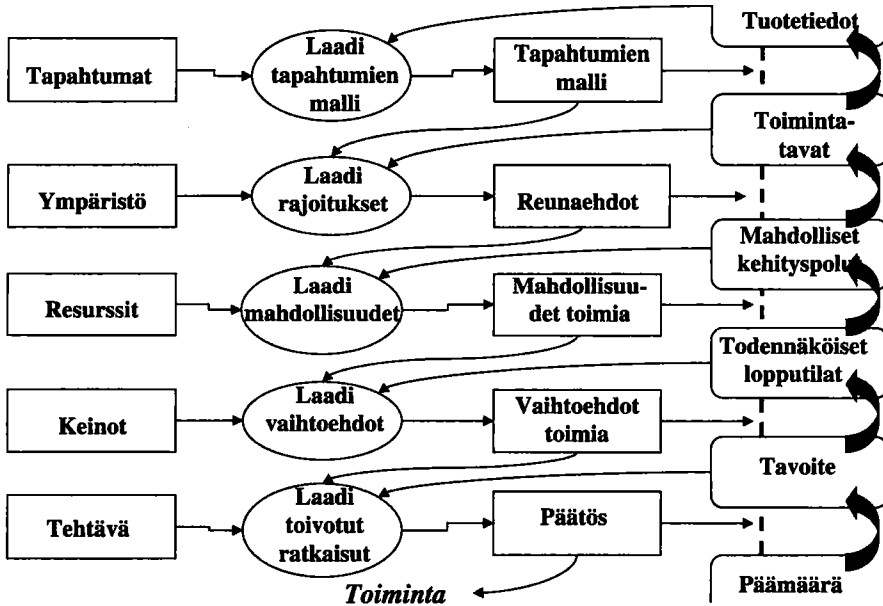 Tuotetiedot
Tapahtumat
Laadi
tapahtumien
malli
Tapahtumien
malli
Toiminta-
tavat
Ympäristö
Laadi
rajoitukset
Reunaehdot
Mahdolliset
kehityspolut
Resurssit
Laadi
mahdollisuudet
Mahdollisuu-
det toimia
Todennäköiset
lopputilat
Keinot
Laadi
vaihtoehdot
Vaihtoehdot
toimia
Tavoite
Tehtävä
Laadi
toivotut
ratkaisut
Päätös
Toiminta
Päämäärä